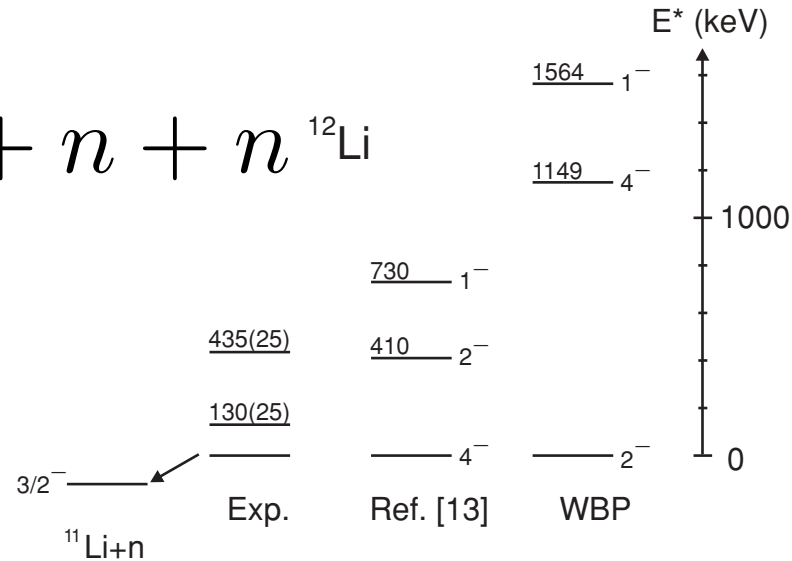 E* (keV)
+ n + n ¹²Li
1564 1⁻
1149 4⁻
1000
730 1⁻
435(25) 410 2⁻
130(25)
4⁻ 2⁻ 0
3/2⁻
Exp. Ref. [13] WBP
¹¹Li+n